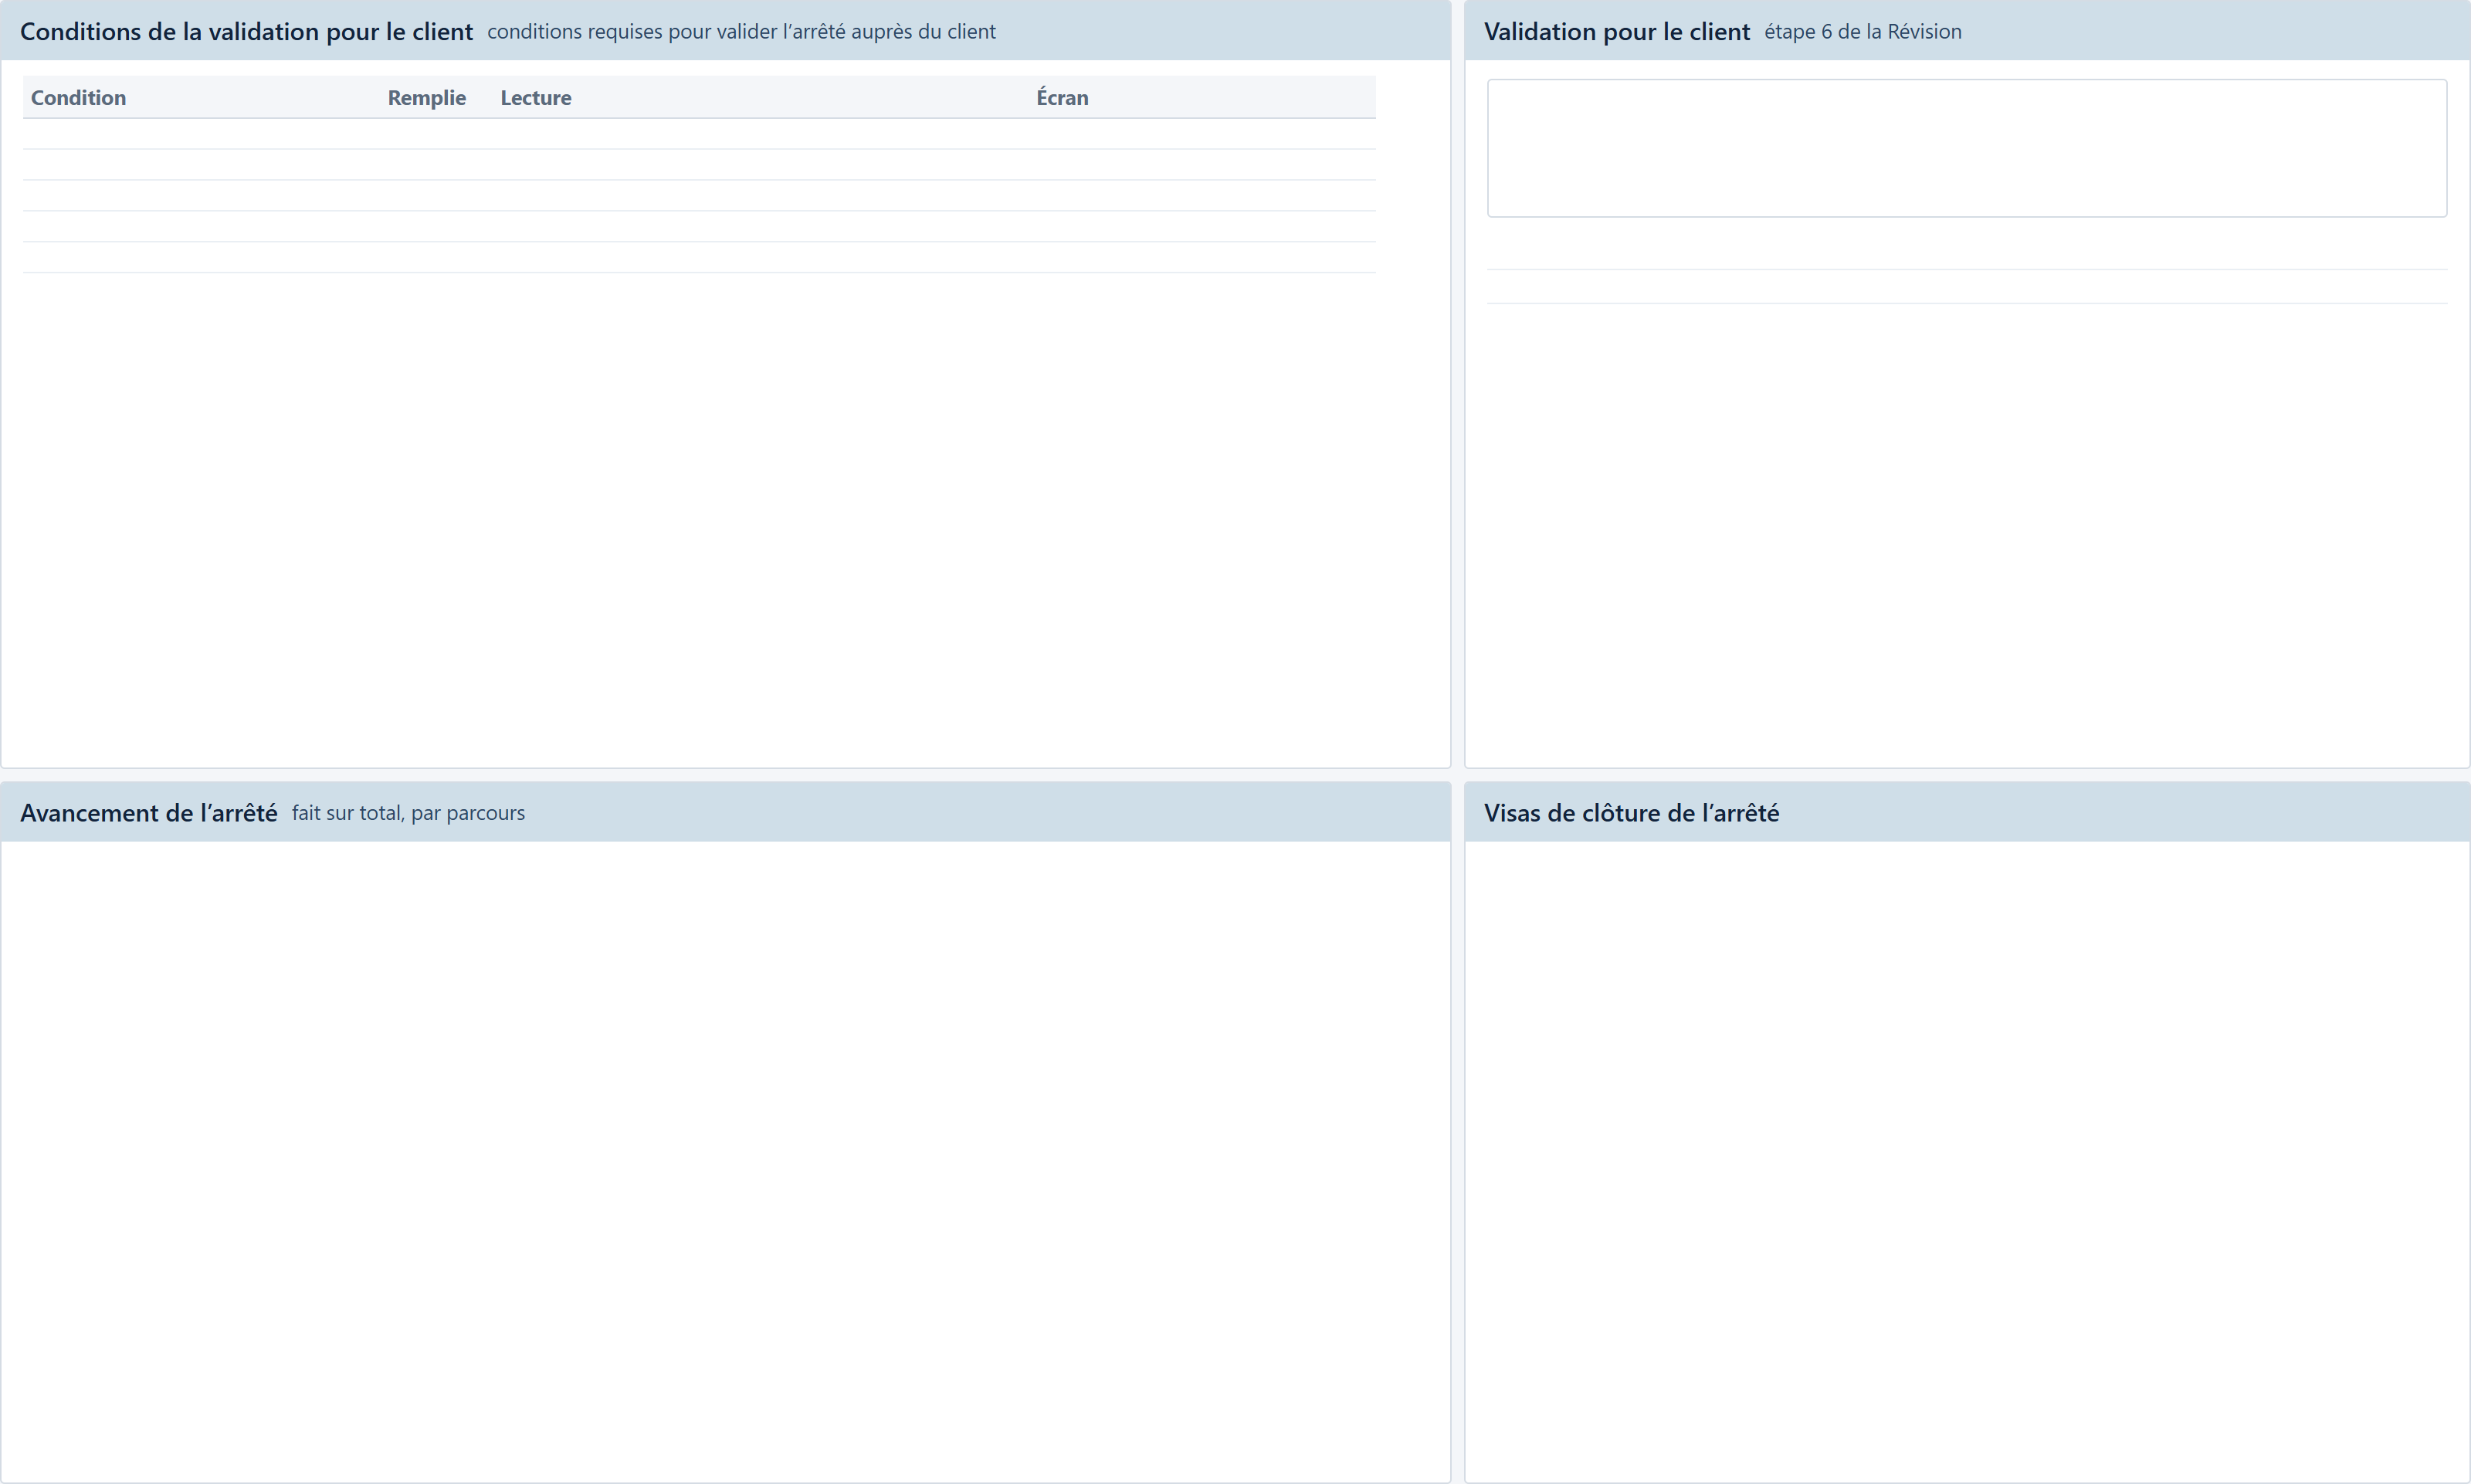 Conditions de la validation pour le client conditions requises pour valider l’arrêté auprès du client
Condition Remplie Lecture Écran
Validation pour le client étape 6 de la Révision
Avancement de l’arrêté fait sur total, par parcours
Visas de clôture de l’arrêté